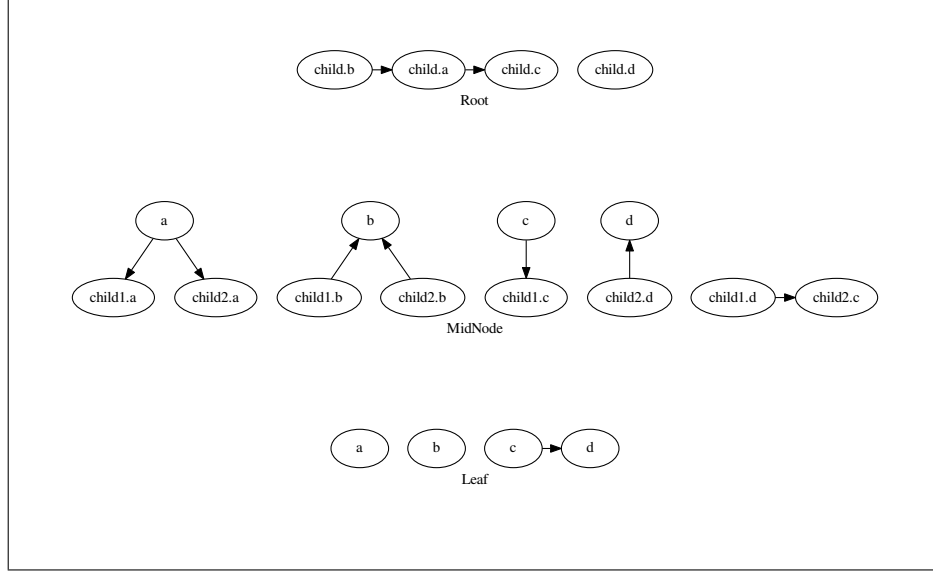 child.b child.a child.c child.d
Root
a b c d
child1.a child2.a child1.b child2.b child1.c child2.d child1.d child2.c
MidNode
a b c d
Leaf